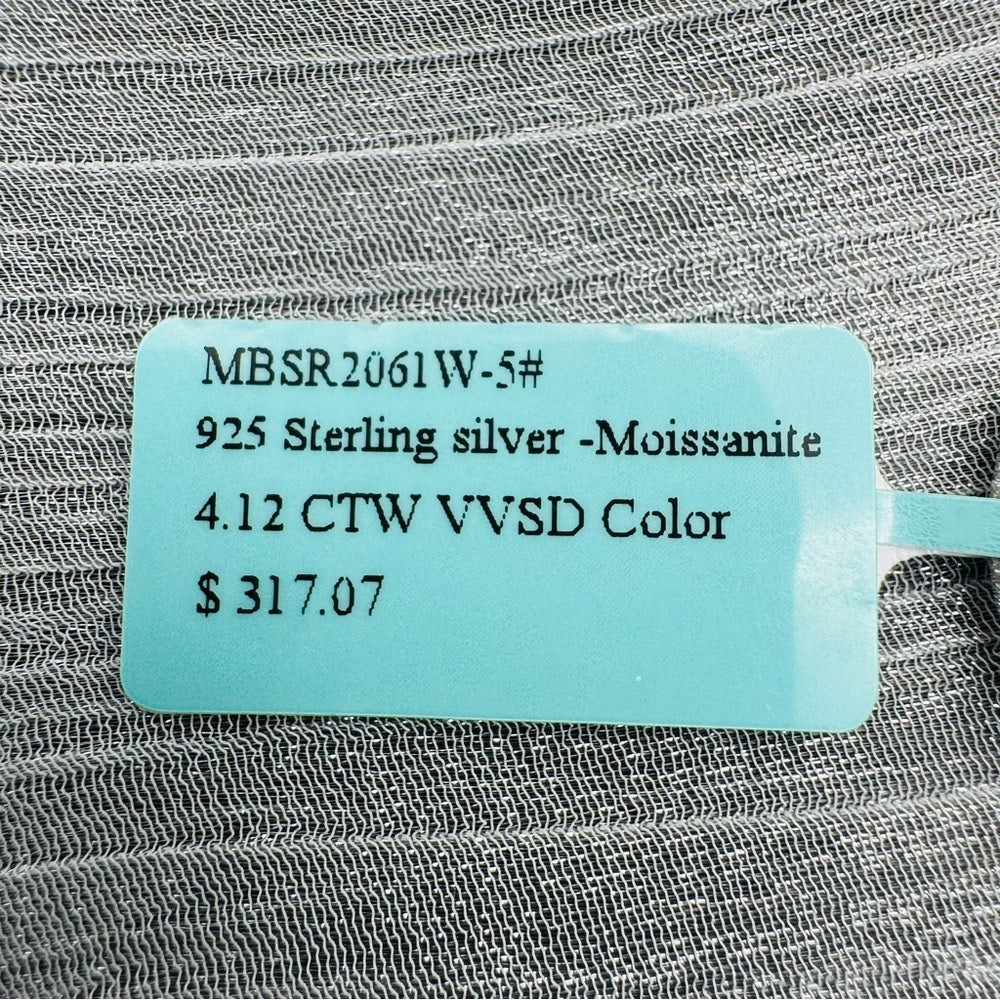 MBSR2061W-5#
925 Sterling silver -Moissanite
4.12 CTW VVSD Color
$ 317.07